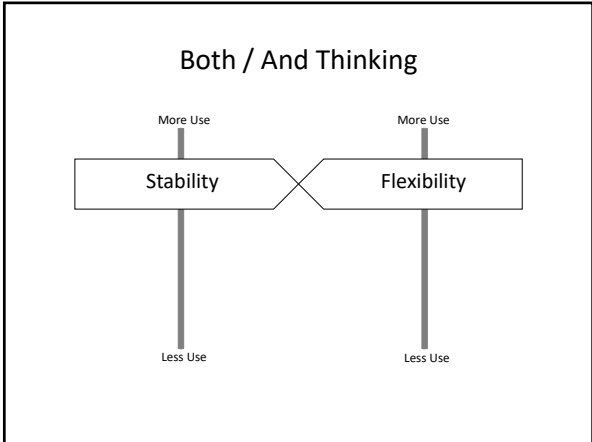 Both / And Thinking
More Use
More Use
Stability
Flexibility
Less Use
Less Use